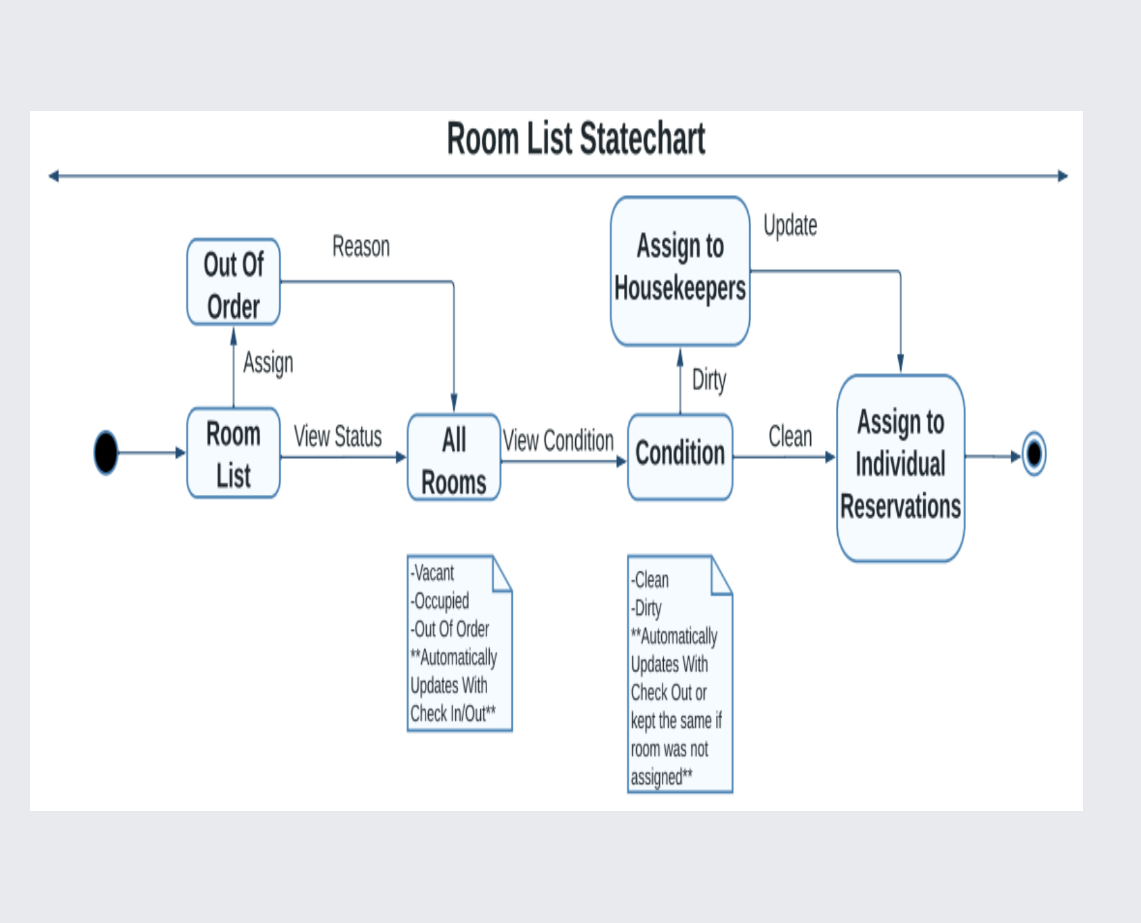 Room List Statechart
Reason
Update
Out Of
Order
Assign to
Housekeepers
Assign
Dirty
Room
List
View Status
All
Rooms
View Condition
Condition
Clean
Assign to
Individual
Reservations
-Vacant
-Occupied
-Out Of Order
**Automatically
Updates With
Check In/Out**
-Clean
-Dirty
**Automatically
Updates With
Check Out or
kept the same if
room was not
assigned**